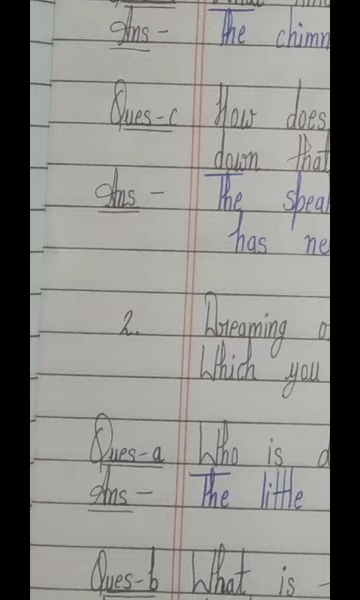 Ans - The chimn
Ques-c How does
down that
Ans - The speak
has ne
2. Dreaming o
Which you
Ques-a Who is d
Ans - The little
Ques-b What is -